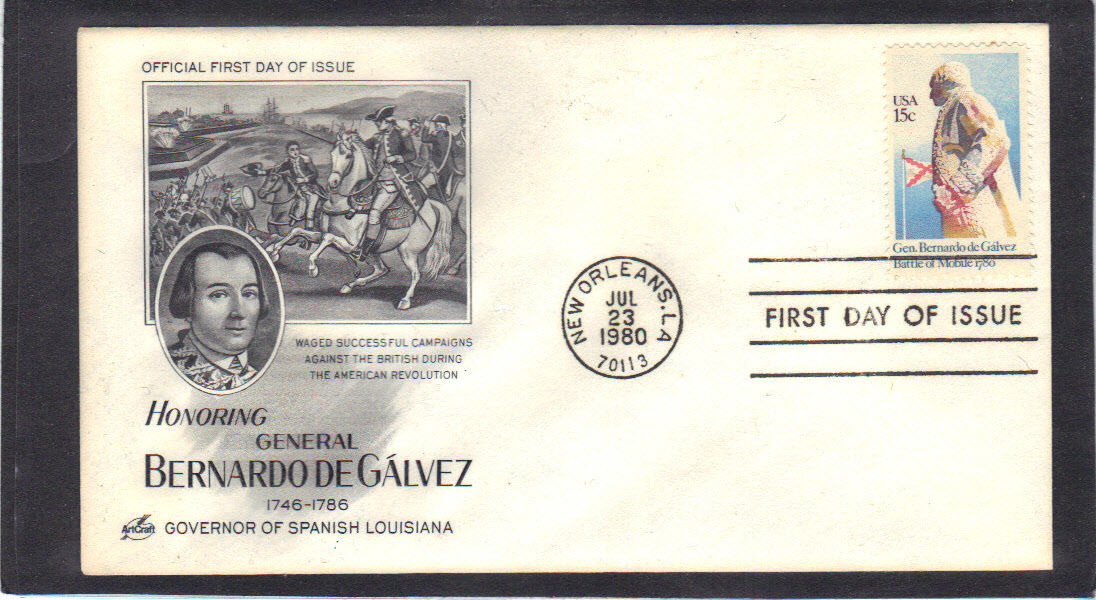 OFFICIAL FIRST DAY OF ISSUE
WAGED SUCCESSFUL CAMPAIGNS
AGAINST THE BRITISH DURING
THE AMERICAN REVOLUTION
HONORING
GENERAL
BERNARDO DE GÁLVEZ
1746-1786
ArtCraft GOVERNOR OF SPANISH LOUISIANA
USA
15c
Gen. Bernardo de Gálvez
Battle of Mobile 1780
NEW ORLEANS, LA
JUL
23
1980
70113
FIRST DAY OF ISSUE